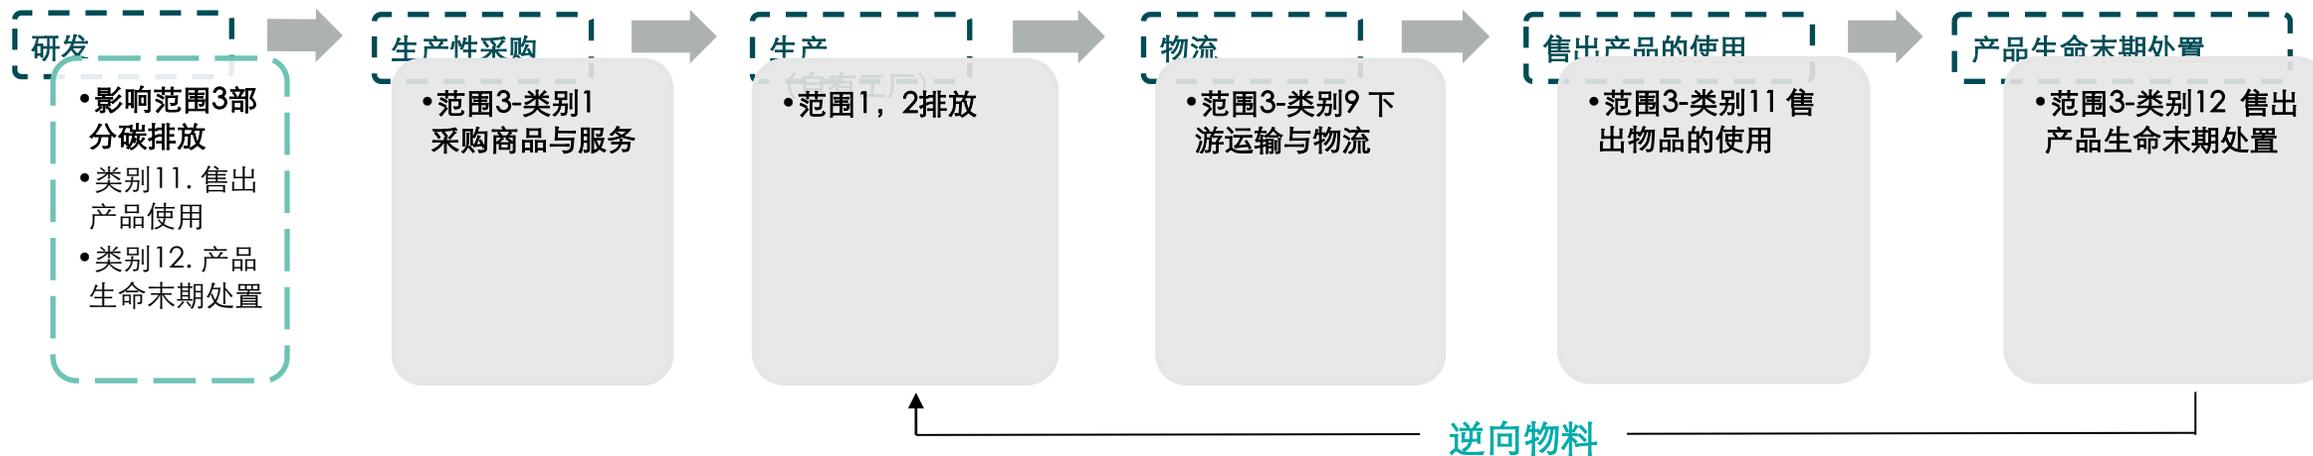 研发
•影响范围3部
分碳排放
•类别11. 售出
产品使用
•类别12. 产品
生命末期处置
生产性采购
•范围3-类别1
采购商品与服务
生产
(自有工厂)
•范围1，2排放
物流
•范围3-类别9 下
游运输与物流
售出产品的使用
•范围3-类别11 售
出物品的使用
产品生命末期处置
•范围3-类别12 售出
产品生命末期处置
逆向物料